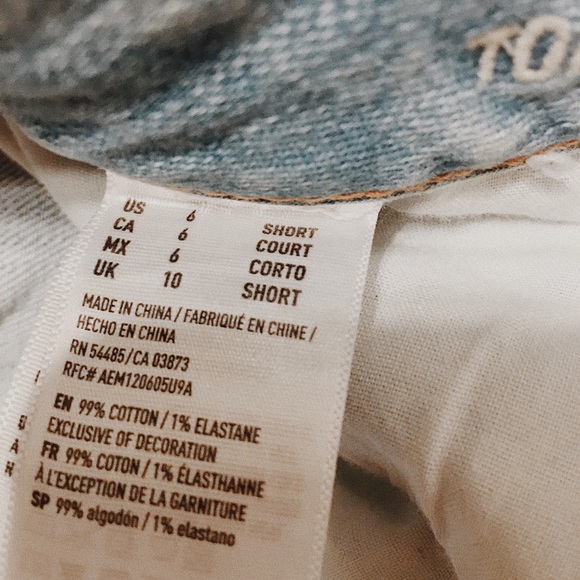 TO
US 6 SHORT
CA 6 COURT
MX 6 CORTO
UK 10 SHORT
MADE IN CHINA / FABRIQUÉ EN CHINE /
HECHO EN CHINA
RN 54485/CA 03873
RFC# AEM120605U9A
EN 99% COTTON / 1% ELASTANE
EXCLUSIVE OF DECORATION
FR 99% COTON / 1% ÉLASTHANNE
À L'EXCEPTION DE LA GARNITURE
SP 99% algodón / 1% elastano